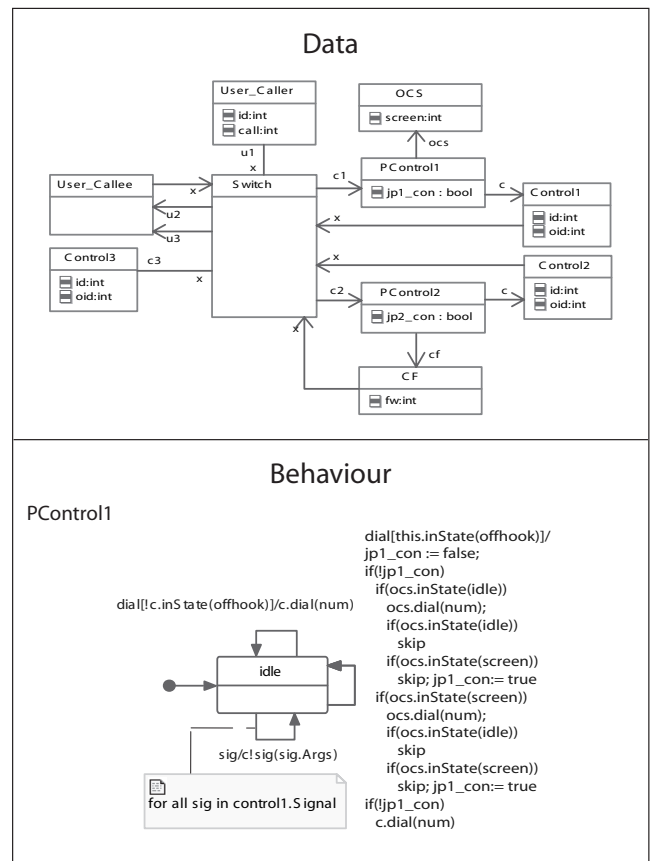 Data
User_Caller
id:int
call:int
OCS
screen:int
u1
x
ocs
User_Callee
x
u2
u3
Switch
c1
PControl1
jp1_con : bool
c
Control1
id:int
oid:int
x
x
Control3
id:int
oid:int
c3
x
Control2
id:int
oid:int
c2
PControl2
jp2_con : bool
c
x
cf
CF
fw:int
Behaviour
PControl1
dial[!c.inState(offhook)]/c.dial(num)
idle
sig/c!sig(sig.Args)
for all sig in control1.Signal
dial[this.inState(offhook)]/
jp1_con := false;
if(!jp1_con)
if(ocs.inState(idle))
ocs.dial(num);
if(ocs.inState(idle))
skip
if(ocs.inState(screen))
skip; jp1_con:= true
if(ocs.inState(screen))
ocs.dial(num);
if(ocs.inState(idle))
skip
if(ocs.inState(screen))
skip; jp1_con:= true
if(!jp1_con)
c.dial(num)